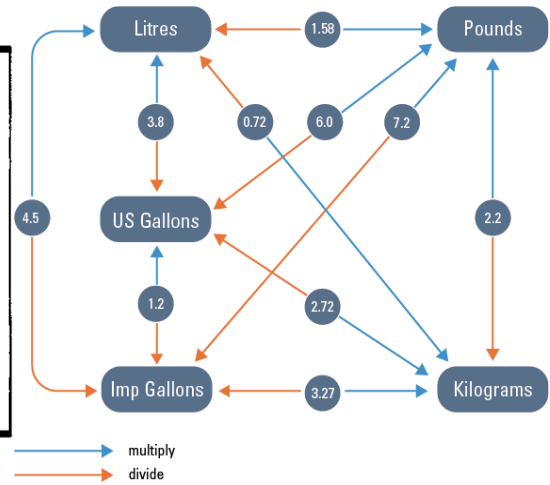 Litres 1.58 Pounds
3.8 0.72 6.0 7.2
4.5 US Gallons 2.2
1.2 2.72
Imp Gallons 3.27 Kilograms
multiply
divide